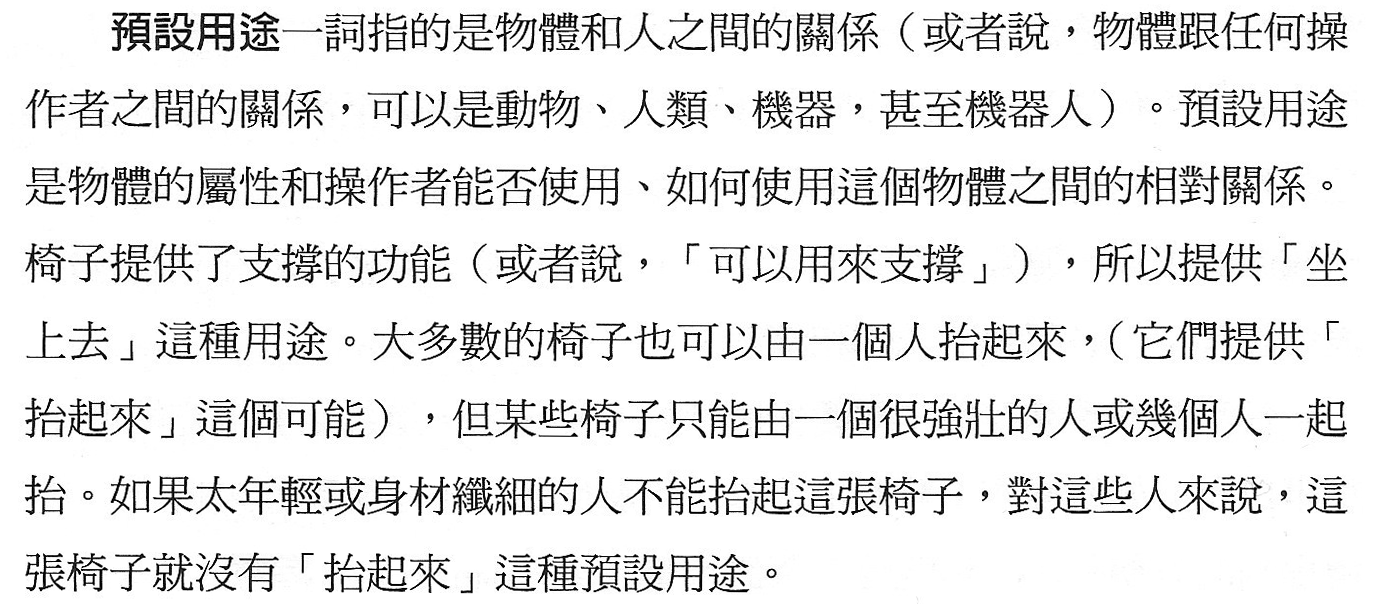 預設用途一詞指的是物體和人之間的關係（或者說，物體跟任何操
作者之間的關係，可以是動物、人類、機器，甚至機器人）。預設用途
是物體的屬性和操作者能否使用、如何使用這個物體之間的相對關係。
椅子提供了支撐的功能（或者說，「可以用來支撐」），所以提供「坐
上去」這種用途。大多數的椅子也可以由一個人抬起來，（它們提供「
抬起來」這個可能），但某些椅子只能由一個很強壯的人或幾個人一起
抬。如果太年輕或身材纖細的人不能抬起這張椅子，對這些人來說，這
張椅子就沒有「抬起來」這種預設用途。